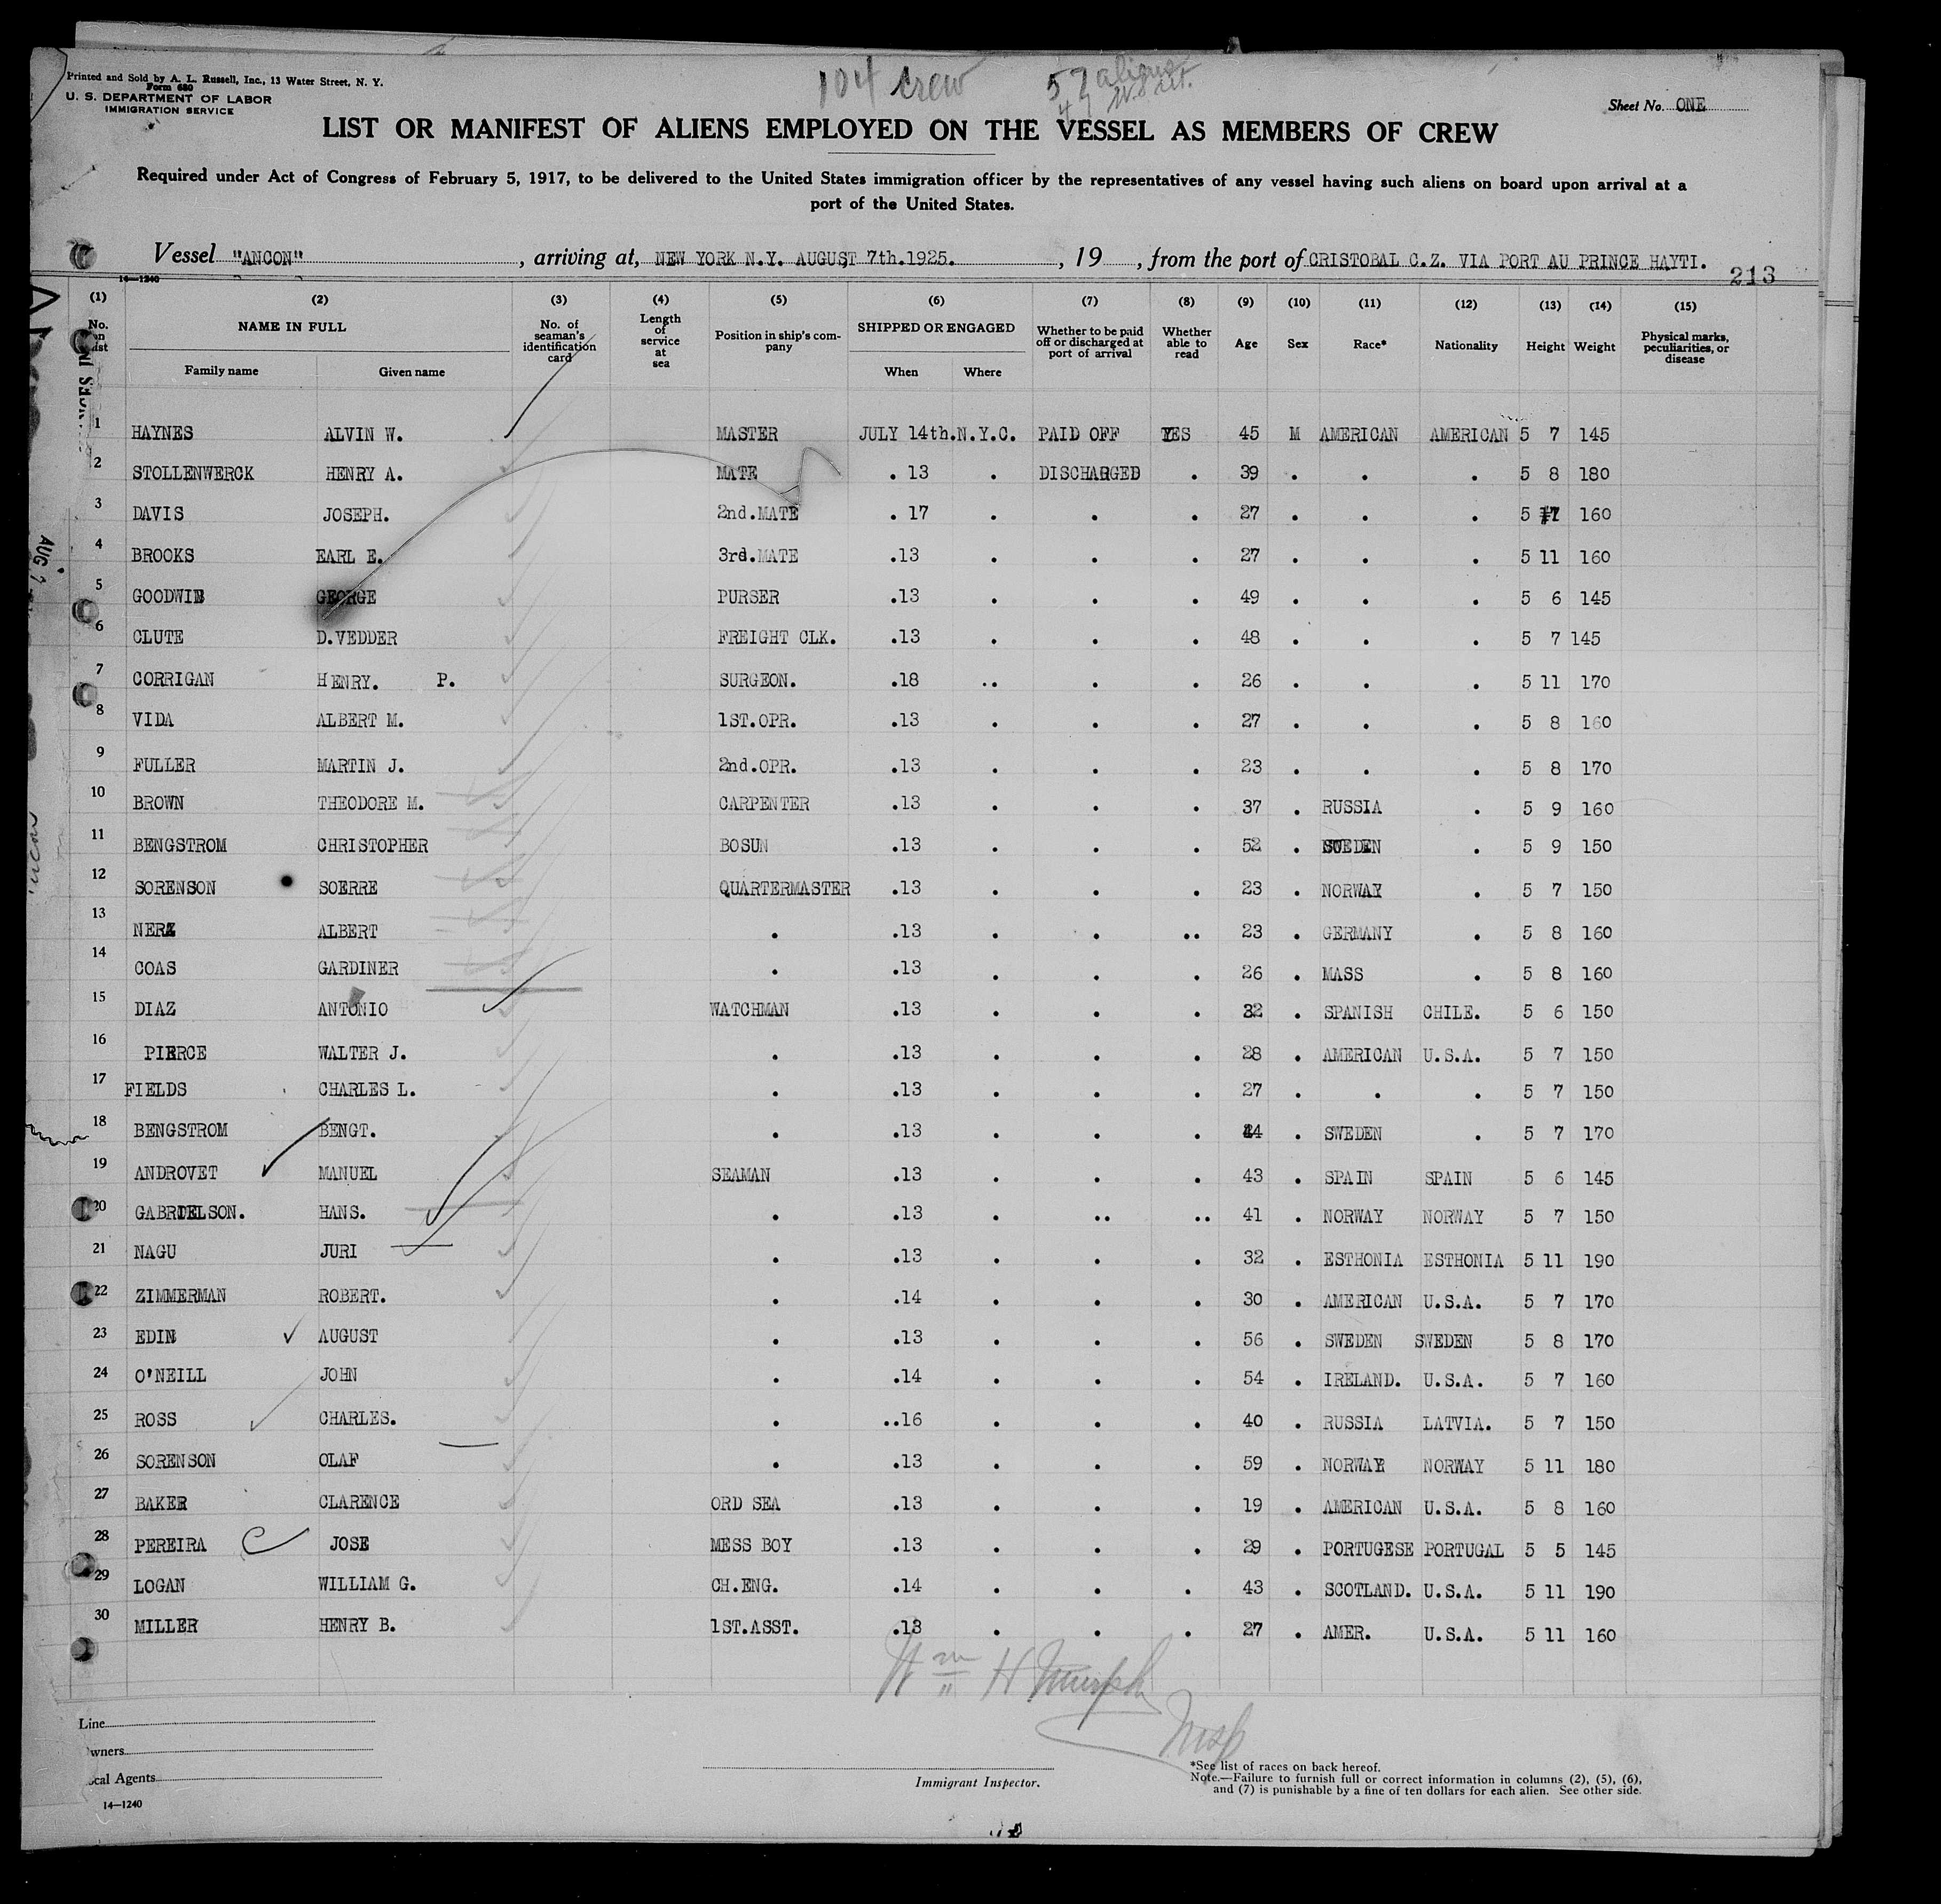 104 crew
57 aliens
47 U.S. cit.
Printed and Sold by A. L. Russell, Inc., 13 Water Street, N. Y.
Form 680
U. S. DEPARTMENT OF LABOR
IMMIGRATION SERVICE
Sheet No. ONE
LIST OR MANIFEST OF ALIENS EMPLOYED ON THE VESSEL AS MEMBERS OF CREW
Required under Act of Congress of February 5, 1917, to be delivered to the United States immigration officer by the representatives of any vessel having such aliens on board upon arrival at a
port of the United States.
Vessel "ANCON" , arriving at, NEW YORK N.Y. AUGUST 7th.1925. , 19 , from the port of CRISTOBAL C.Z. VIA PORT AU PRINCE HAYTI.
14—1240
213
(1) (2) (3) (4) (5) (6) (7) (8) (9) (10) (11) (12) (13) (14) (15)
No. on list NAME IN FULL Family name Given name No. of seaman's identification card Length of service at sea Position in ship's company SHIPPED OR ENGAGED When Where Whether to be paid off or discharged at port of arrival Whether able to read Age Sex Race* Nationality Height Weight Physical marks, peculiarities, or disease
1 HAYNES ALVIN W. MASTER JULY 14th. N.Y.C. PAID OFF YES 45 M AMERICAN AMERICAN 5 7 145
2 STOLLENWERCK HENRY A. MATE . 13 . DISCHARGED . 39 . . . 5 8 180
3 DAVIS JOSEPH. 2nd.MATE . 17 . . . 27 . . . 5 160
4 BROOKS EARL E. 3rd.MATE .13 . . . 27 . . . 5 11 160
5 GOODWIN GEORGE PURSER .13 . . . 49 . . . 5 6 145
6 CLUTE D.VEDDER FREIGHT CLK. .13 . . . 48 . . . 5 7 145
7 CORRIGAN HENRY. P. SURGEON. .18 .. . . 26 . . . 5 11 170
8 VIDA ALBERT M. 1ST.OPR. .13 . . . 27 . . . 5 8 160
9 FULLER MARTIN J. 2nd.OPR. .13 . . . 23 . . . 5 8 170
10 BROWN THEODORE M. CARPENTER .13 . . . 37 . RUSSIA . 5 9 160
11 BENGSTROM CHRISTOPHER BOSUN .13 . . . 52 . SWEDEN . 5 9 150
12 SORENSON SOERRE QUARTERMASTER .13 . . . 23 . NORWAY . 5 7 150
13 ALBERT . .13 . . .. 23 . GERMANY . 5 8 160
14 COAS GARDINER . .13 . . . 26 . MASS . 5 8 160
15 DIAZ ANTONIO WATCHMAN .13 . . . 32 . SPANISH CHILE. 5 6 150
16 PIERCE WALTER J. . .13 . . . 28 . AMERICAN U.S.A. 5 7 150
17 FIELDS CHARLES L. . .13 . . . 27 . . . 5 7 150
18 BENGSTROM BENGT. . .13 . . . 44 . SWEDEN . 5 7 170
19 ANDROVET MANUEL SEAMAN .13 . . . 43 . SPAIN SPAIN 5 6 145
20 GABRIELSON. HANS. . .13 . .. .. 41 . NORWAY NORWAY 5 7 150
21 NAGU JURI . .13 . . . 32 . ESTHONIA ESTHONIA 5 11 190
22 ZIMMERMAN ROBERT. . .14 . . . 30 . AMERICAN U.S.A. 5 7 170
23 EDIN AUGUST . .13 . . . 56 . SWEDEN SWEDEN 5 8 170
24 O'NEILL JOHN . .14 . . . 54 . IRELAND. U.S.A. 5 7 160
25 ROSS CHARLES. . ..16 . . . 40 . RUSSIA LATVIA. 5 7 150
26 SORENSON OLAF . .13 . . . 59 . NORWAY NORWAY 5 11 180
27 BAKER CLARENCE ORD SEA .13 . . . 19 . AMERICAN U.S.A. 5 8 160
28 PEREIRA JOSE MESS BOY .13 . . . 29 . PORTUGESE PORTUGAL 5 5 145
29 LOGAN WILLIAM G. CH.ENG. .14 . . . 43 . SCOTLAND. U.S.A. 5 11 190
30 MILLER HENRY B. 1ST.ASST. .13 . . . 27 . AMER. U.S.A. 5 11 160
Wm H Murphy
Insp
Line
Owners
Local Agents
14—1240
Immigrant Inspector.
*See list of races on back hereof.
Note.—Failure to furnish full or correct information in columns (2), (5), (6),
and (7) is punishable by a fine of ten dollars for each alien. See other side.